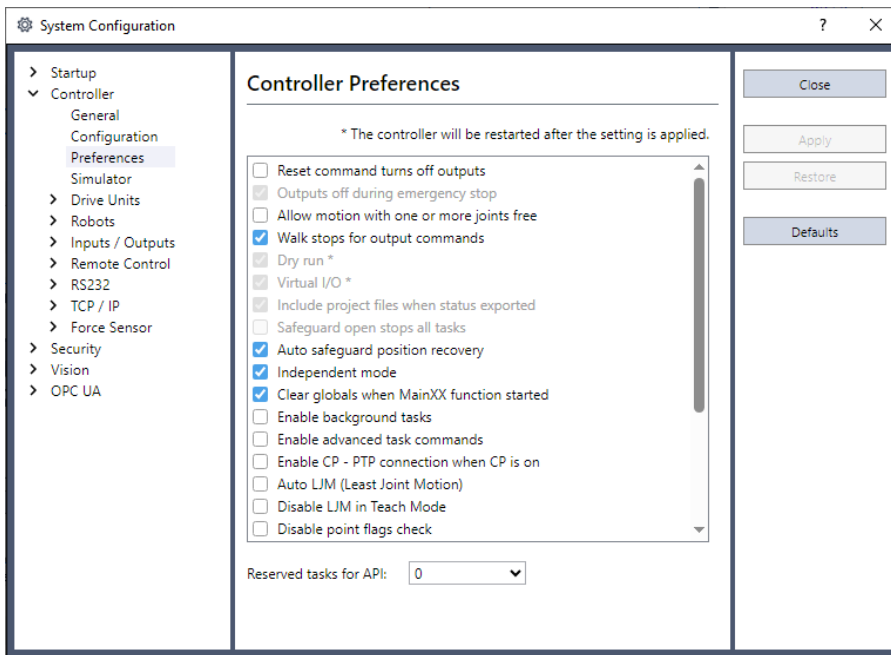 System Configuration
?
Startup
Controller
General
Configuration
Preferences
Simulator
Drive Units
Robots
Inputs / Outputs
Remote Control
RS232
TCP / IP
Force Sensor
Security
Vision
OPC UA
Controller Preferences
* The controller will be restarted after the setting is applied.
Reset command turns off outputs
Outputs off during emergency stop
Allow motion with one or more joints free
Walk stops for output commands
Dry run *
Virtual I/O *
Include project files when status exported
Safeguard open stops all tasks
Auto safeguard position recovery
Independent mode
Clear globals when MainXX function started
Enable background tasks
Enable advanced task commands
Enable CP - PTP connection when CP is on
Auto LJM (Least Joint Motion)
Disable LJM in Teach Mode
Disable point flags check
Reserved tasks for API: 0
Close
Apply
Restore
Defaults